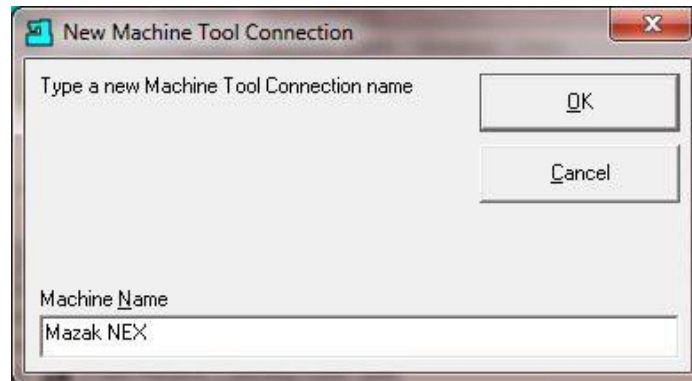 New Machine Tool Connection
Type a new Machine Tool Connection name
OK
Cancel
Machine Name
Mazak NEX